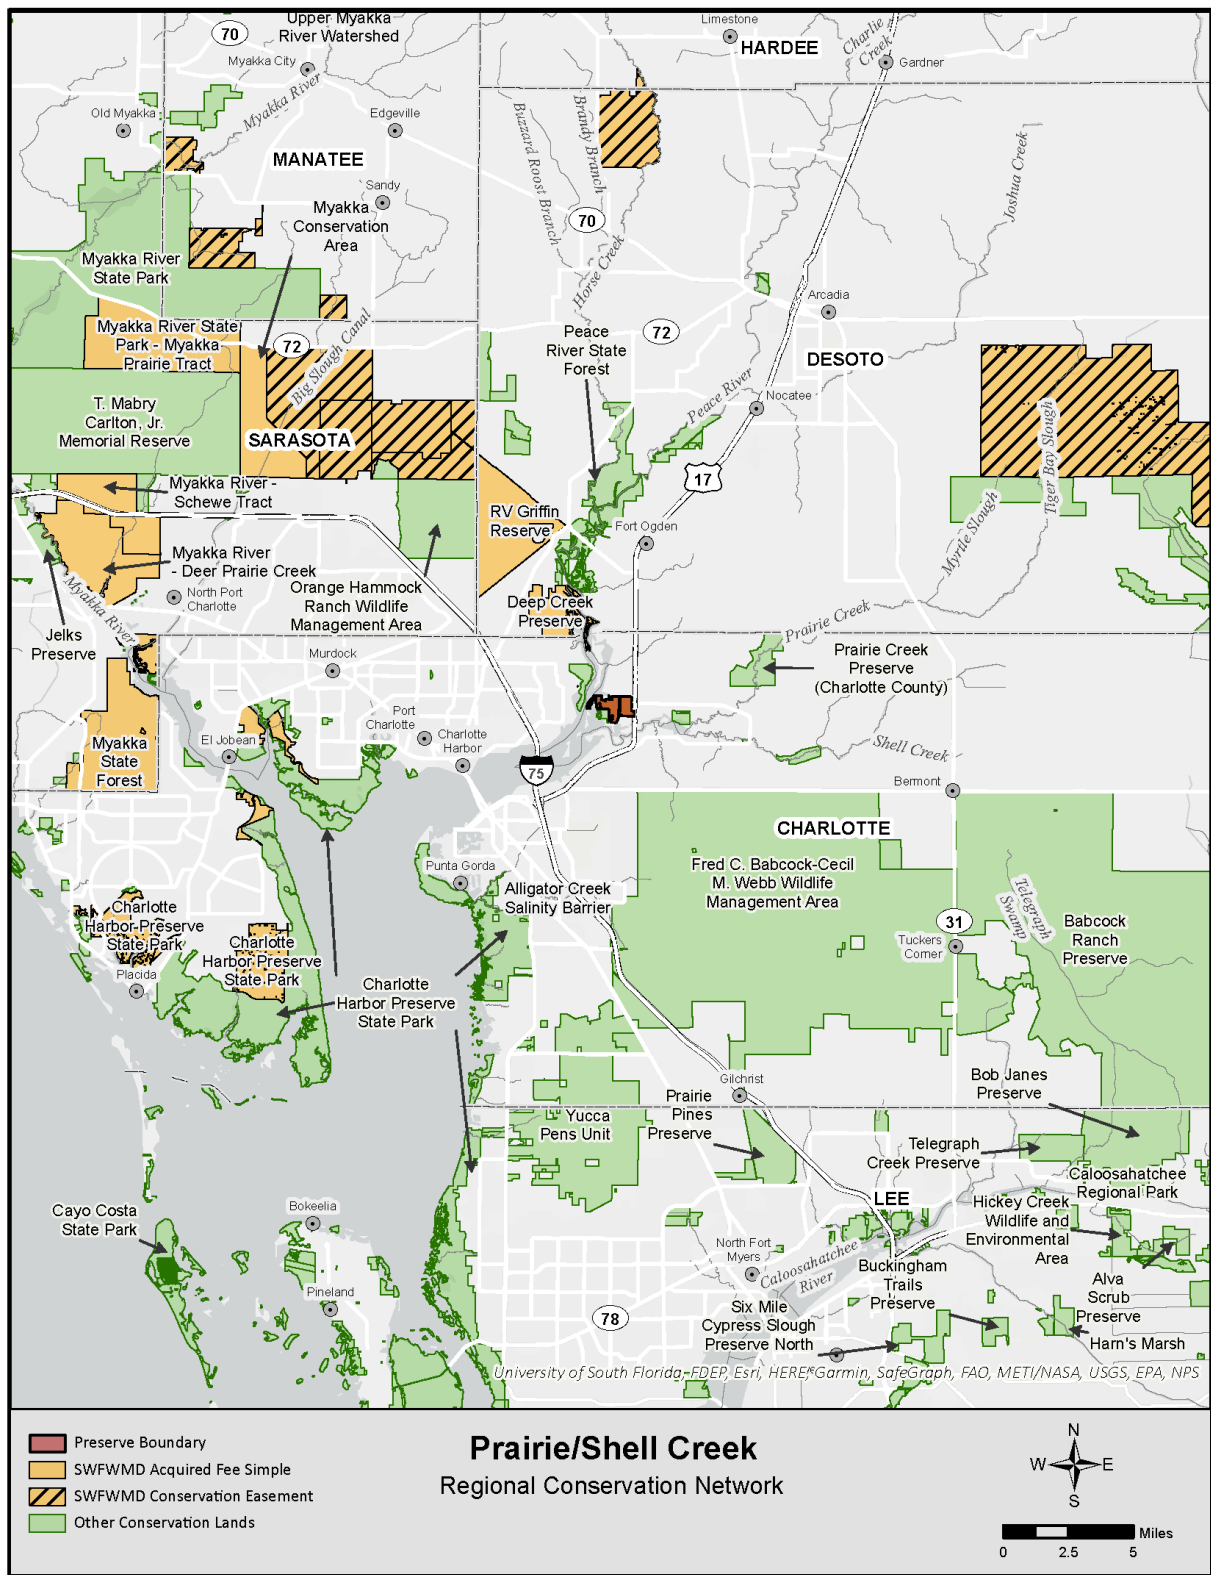 Upper Myakka
River Watershed
70
Myakka City
Myakka River
Old Myakka
Edgeville
MANATEE
Sandy
Myakka
Conservation
Area
Myakka River
State Park
Limestone
HARDEE
Charlie
Creek
Gardner
Buzzard Roost Branch
Brandy Branch
Joshua Creek
70
Horse Creek
Arcadia
Myakka River State
Park - Myakka
Prairie Tract
72
Big Slough Canal
Peace
River State
Forest
72
DESOTO
Peace River
Nocatee
T. Mabry
Carlton, Jr.
Memorial Reserve
SARASOTA
Tiger Bay Slough
Myakka River -
Schewe Tract
17
RV Griffin
Reserve
Fort Ogden
Myrtle Slough
Myakka River
- Deer Prairie Creek
North Port
Charlotte
Orange Hammock
Ranch Wildlife
Management Area
Deep Creek
Preserve
Myakka River
Jelks
Preserve
Prairie Creek
Murdock
Prairie Creek
Preserve
(Charlotte County)
Port
Charlotte
Charlotte
Harbor
El Jobean
Myakka
State
Forest
Shell Creek
75
Bermont
CHARLOTTE
Fred C. Babcock-Cecil
M. Webb Wildlife
Management Area
Punta Gorda
Alligator Creek
Salinity Barrier
Telegraph
Swamp
31
Babcock
Ranch
Preserve
Tuckers
Corner
Charlotte
Harbor Preserve
State Park
Charlotte
Harbor Preserve
State Park
Placida
Charlotte
Harbor Preserve
State Park
Gilchrist
Bob Janes
Preserve
Prairie
Pines
Preserve
Yucca
Pens Unit
Telegraph
Creek Preserve
Caloosahatchee
Regional Park
LEE
Hickey Creek
Wildlife and
Environmental
Area
Cayo Costa
State Park
Bokeelia
North Fort
Myers
Caloosahatchee
River
Buckingham
Trails
Preserve
Alva
Scrub
Preserve
Pineland
78
Six Mile
Cypress Slough
Preserve North
Harn's Marsh
University of South Florida, FDEP, Esri, HERE, Garmin, SafeGraph, FAO, METI/NASA, USGS, EPA, NPS
Preserve Boundary
SWFWMD Acquired Fee Simple
SWFWMD Conservation Easement
Other Conservation Lands
Prairie/Shell Creek
Regional Conservation Network
N
W E
S
Miles
0 2.5 5